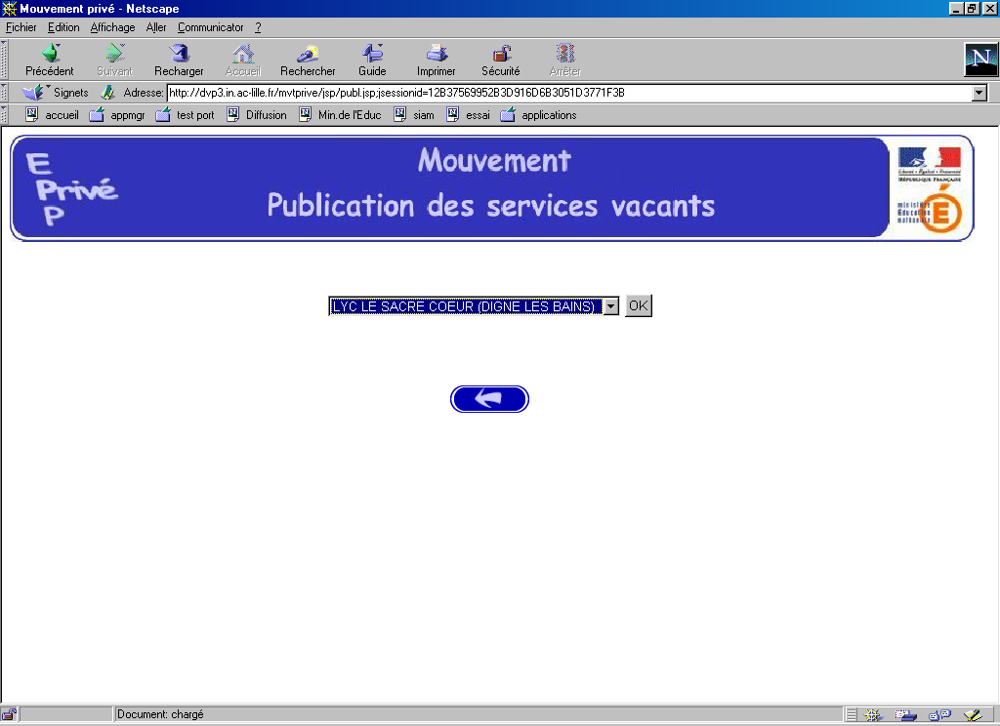 Mouvement privé - Netscape
Fichier Edition Affichage Aller Communicator ?
Précédent Suivant Recharger Accueil Rechercher Guide Imprimer Sécurité Arrêter
N
Signets Adresse: http://dvp3.in.ac-lille.fr/mvtprive/jsp/publ.jsp;jsessionid=12B37569952B3D916D6B3051D3771F3B
accueil appmgr test port Diffusion Min.de l'Educ siam essai applications
E
Privé
P
Mouvement
Publication des services vacants
Liberté • Égalité • Fraternité
RÉPUBLIQUE FRANÇAISE
ministère
Éducation
nationale
É
LYC LE SACRE COEUR (DIGNE LES BAINS) OK
Document: chargé